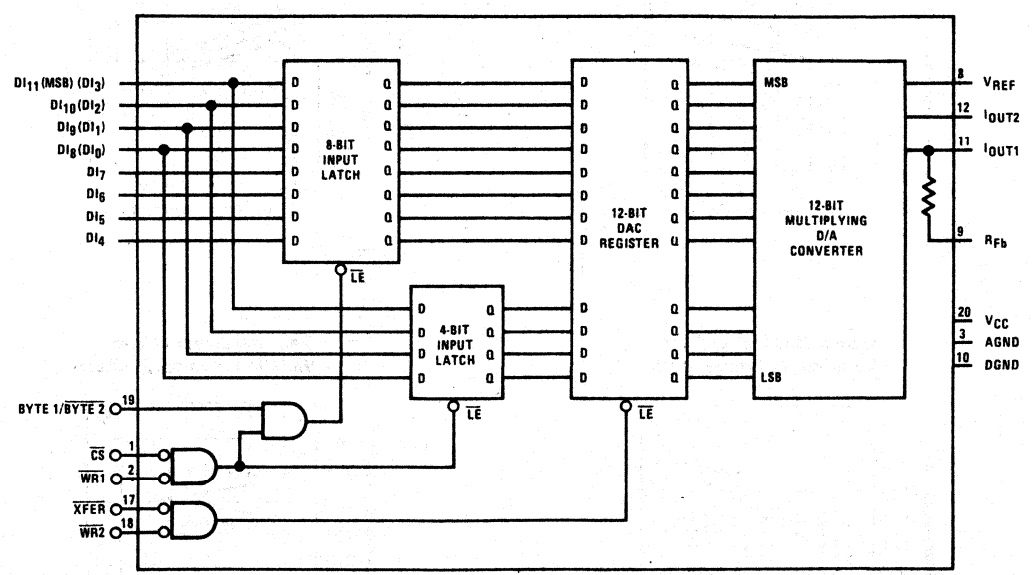 DI11(MSB) (DI3)
DI10(DI2)
DI9(DI1)
DI8(DI0)
DI7
DI6
DI5
DI4
D Q
D Q
D Q
D Q
D Q
D Q
D Q
D Q
8-BIT
INPUT
LATCH
LE
D Q
D Q
D Q
D Q
4-BIT
INPUT
LATCH
LE
D Q
D Q
D Q
D Q
D Q
D Q
D Q
D Q
D Q
D Q
D Q
D Q
12-BIT
DAC
REGISTER
LE
MSB
12-BIT
MULTIPLYING
D/A
CONVERTER
LSB
8 VREF
12 IOUT2
11 IOUT1
9 RFb
20 VCC
3 AGND
10 DGND
BYTE 1/BYTE 2 19
CS 1
WR1 2
XFER 17
WR2 18